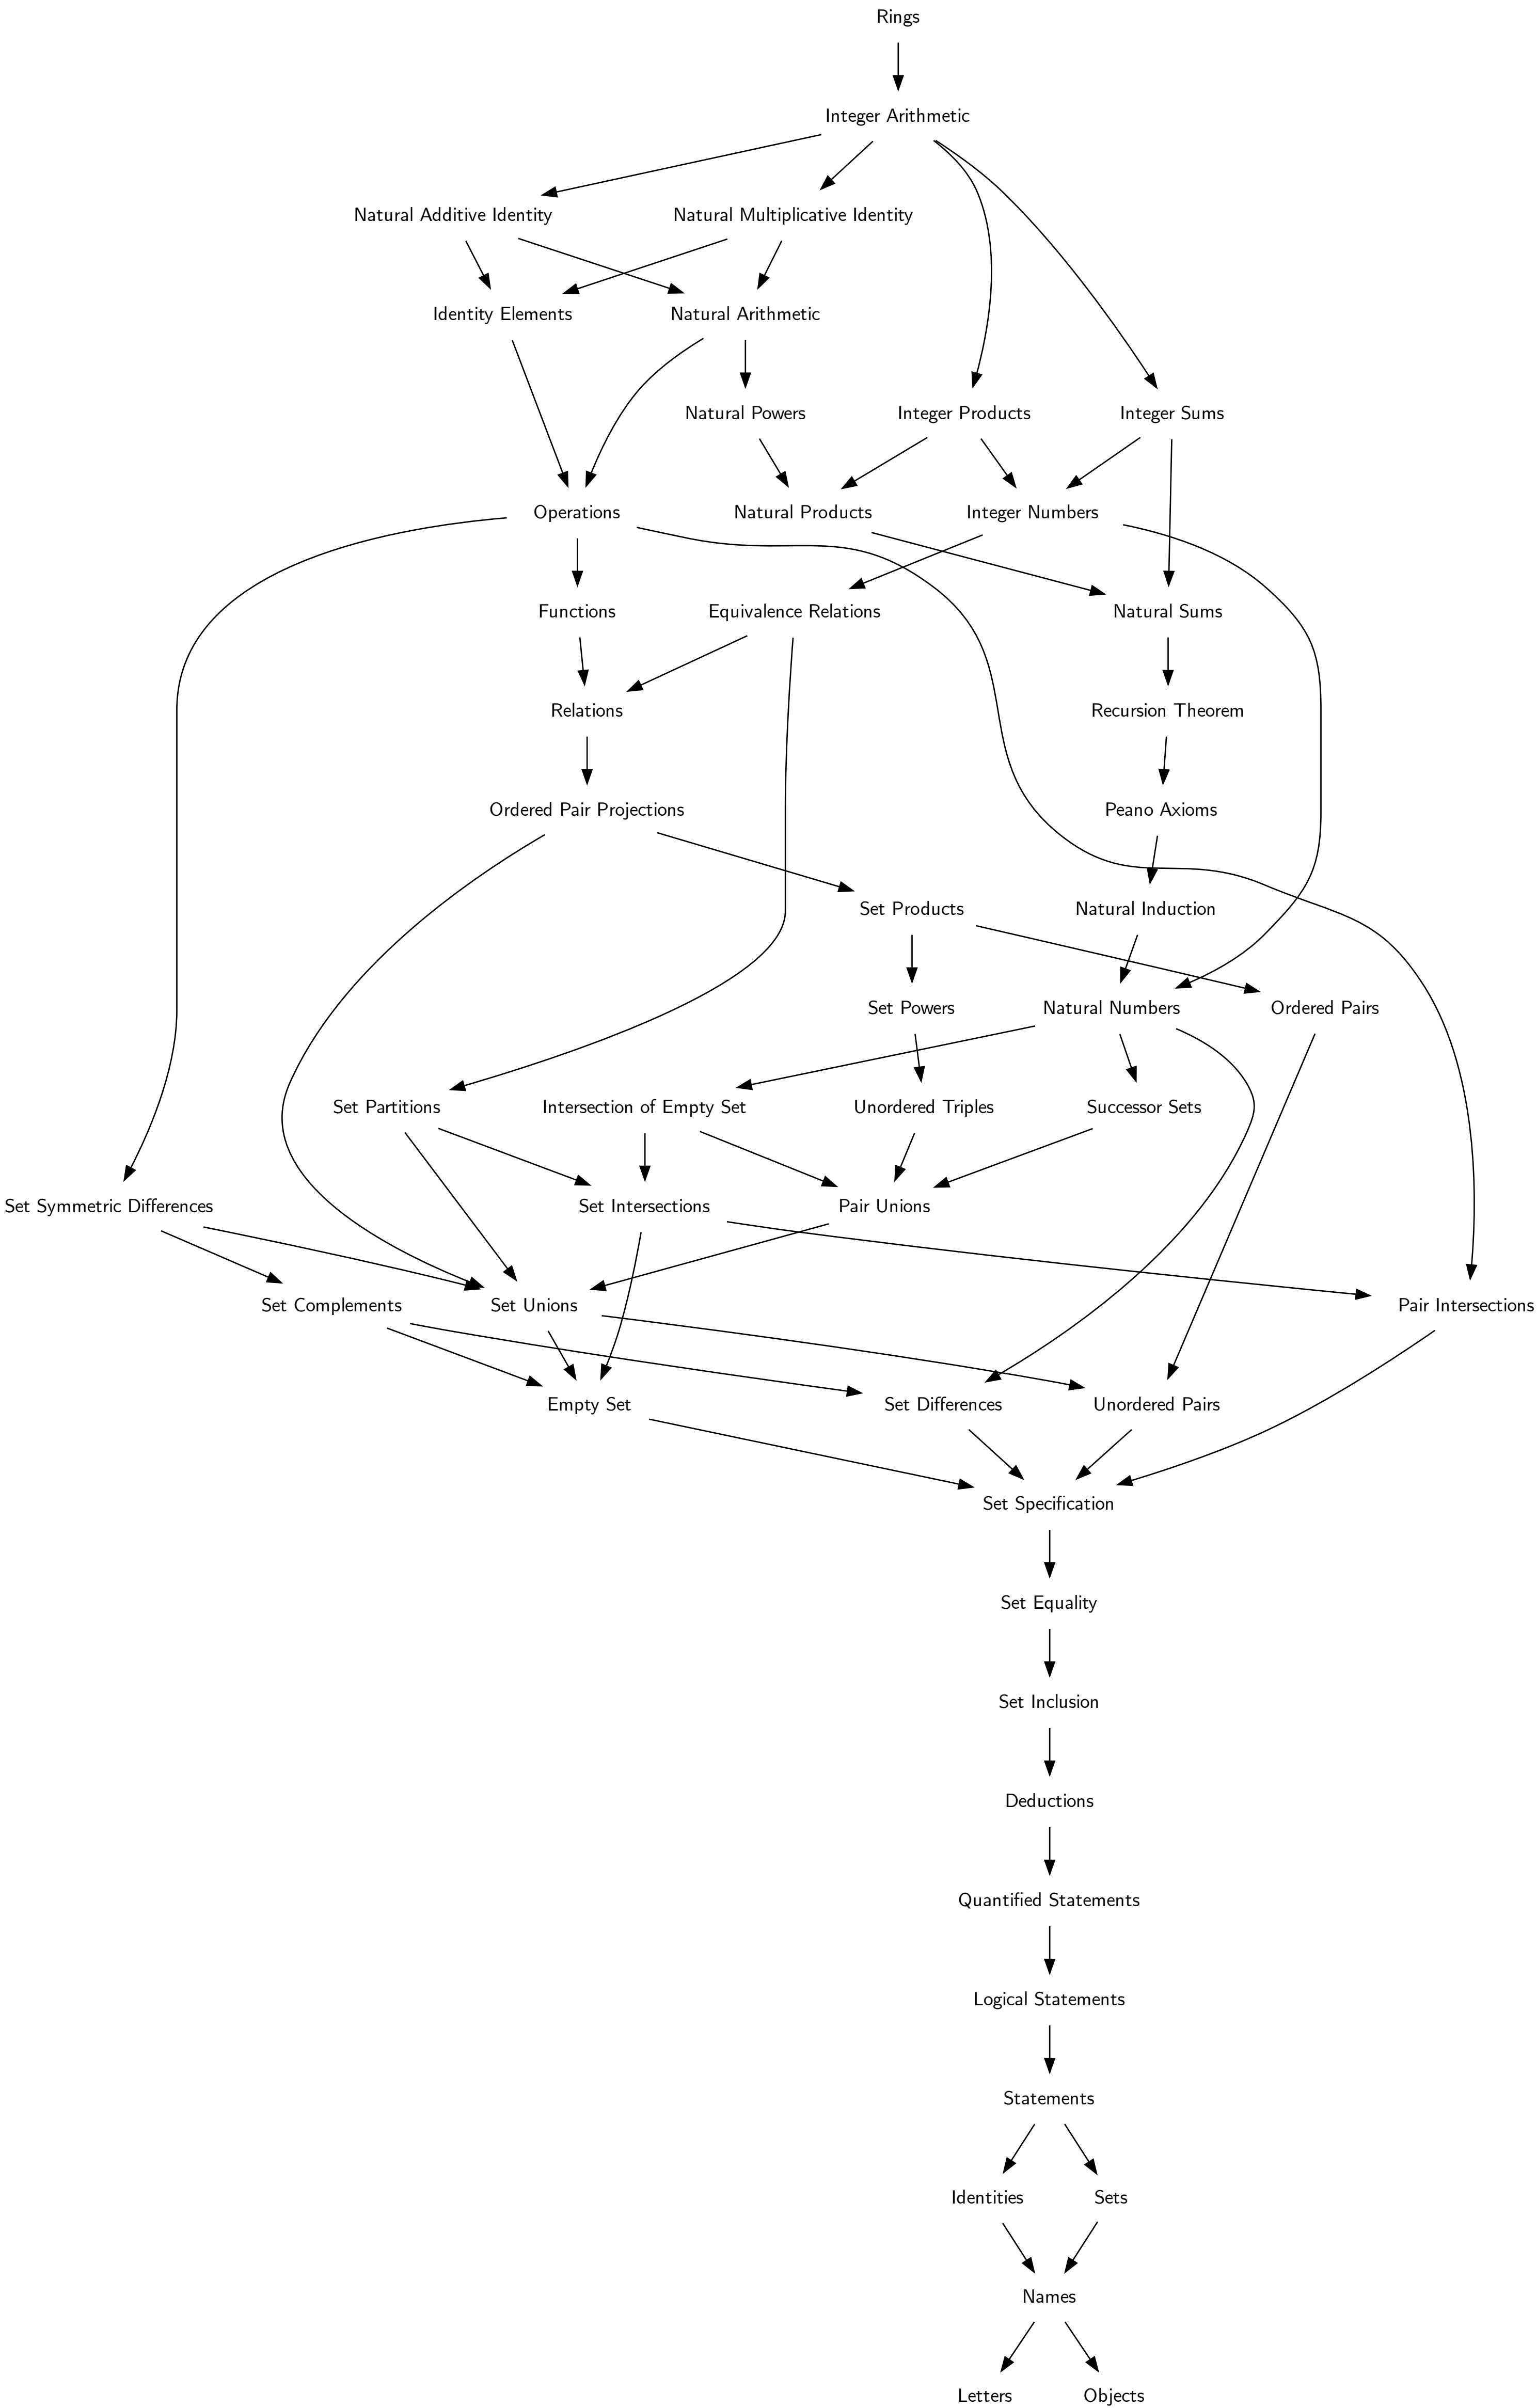 Rings
Integer Arithmetic
Natural Additive Identity
Natural Multiplicative Identity
Identity Elements
Natural Arithmetic
Natural Powers
Integer Products
Integer Sums
Operations
Natural Products
Integer Numbers
Functions
Equivalence Relations
Natural Sums
Relations
Recursion Theorem
Ordered Pair Projections
Peano Axioms
Set Products
Natural Induction
Set Powers
Natural Numbers
Ordered Pairs
Set Partitions
Intersection of Empty Set
Unordered Triples
Successor Sets
Set Symmetric Differences
Set Intersections
Pair Unions
Set Complements
Set Unions
Pair Intersections
Empty Set
Set Differences
Unordered Pairs
Set Specification
Set Equality
Set Inclusion
Deductions
Quantified Statements
Logical Statements
Statements
Identities
Sets
Names
Letters
Objects